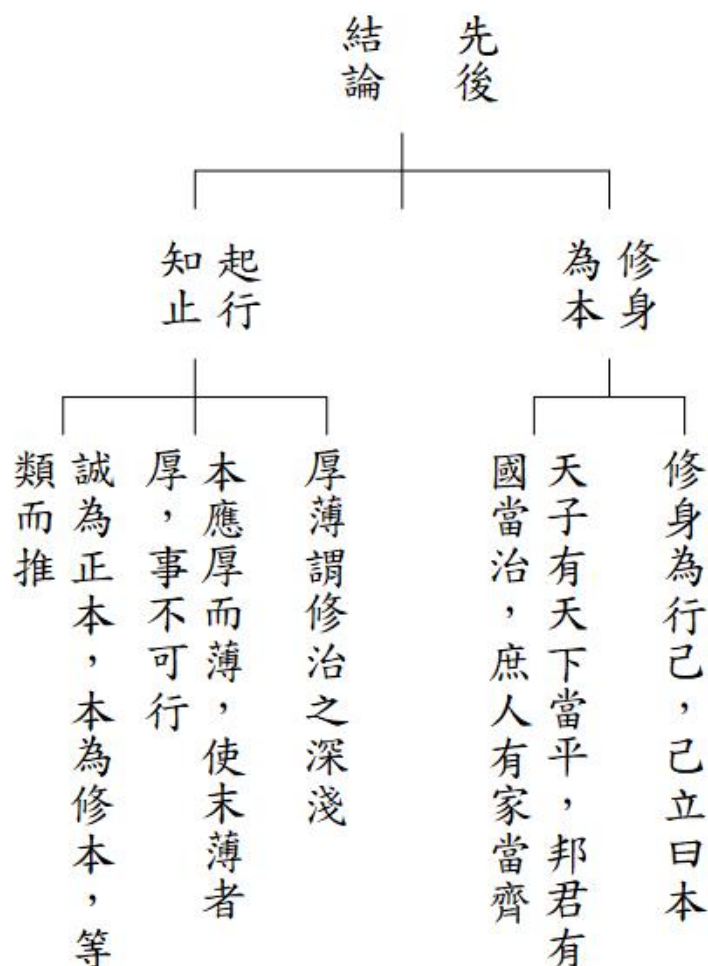 先後
結論
修身
為本
修身為行己，己立曰本
天子有天下當平，邦君有
國當治，庶人有家當齊
起行
知止
厚薄謂修治之深淺
本應厚而薄，使末薄者
厚，事不可行
誠為正本，本為修本，等
類而推